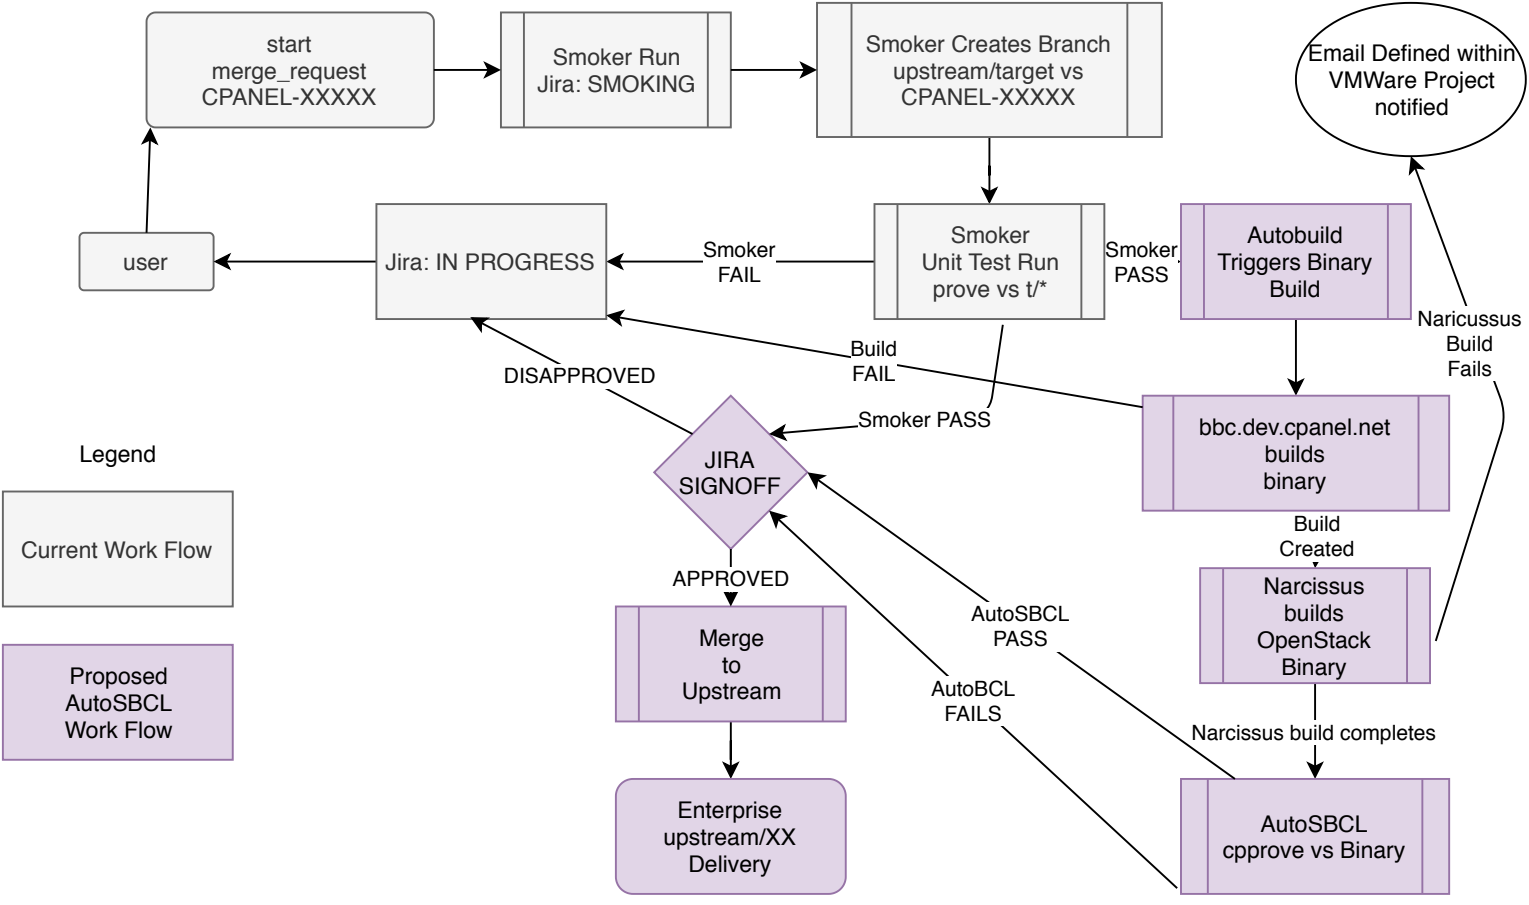 start
merge_request
CPANEL-XXXXX
Smoker Run
Jira: SMOKING
Smoker Creates Branch
upstream/target vs
CPANEL-XXXXX
Email Defined within
VMWare Project
notified
user
Jira: IN PROGRESS
Smoker
FAIL
Smoker
Unit Test Run
prove vs t/*
Smoker
PASS
Autobuild
Triggers Binary
Build
Naricussus
Build
Fails
Build
FAIL
DISAPPROVED
Smoker PASS
bbc.dev.cpanel.net
builds
binary
JIRA
SIGNOFF
Legend
Current Work Flow
Build
Created
APPROVED
Narcissus
builds
OpenStack
Binary
AutoSBCL
PASS
Merge
to
Upstream
Proposed
AutoSBCL
Work Flow
AutoBCL
FAILS
Narcissus build completes
Enterprise
upstream/XX
Delivery
AutoSBCL
cpprove vs Binary